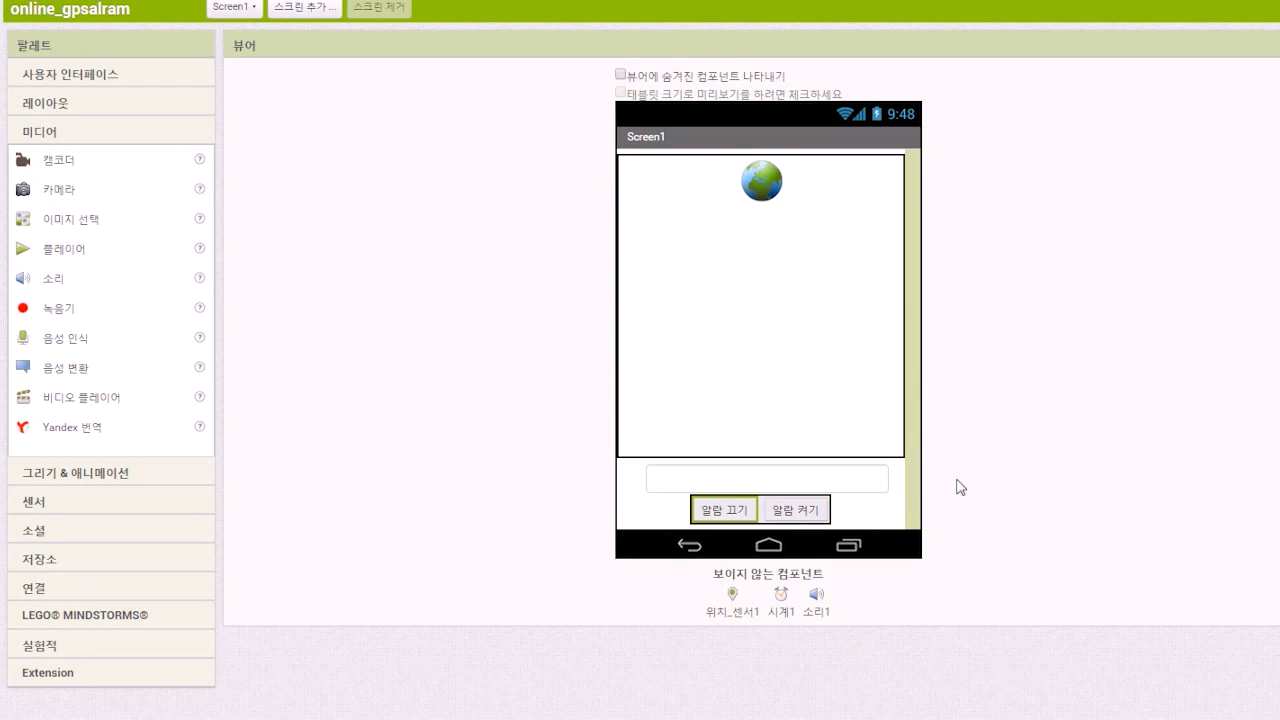 online_gpsalram
Screen1
스크린 추가 ...
스크린 제거
팔레트
사용자 인터페이스
레이아웃
미디어
캠코더
카메라
이미지 선택
플레이어
소리
녹음기
음성 인식
음성 변환
비디오 플레이어
Yandex 번역
그리기 & 애니메이션
센서
소셜
저장소
연결
LEGO® MINDSTORMS®
실험적
Extension
뷰어
뷰어에 숨겨진 컴포넌트 나타내기
태블릿 크기로 미리보기를 하려면 체크하세요
9:48
Screen1
알람 끄기
알람 켜기
보이지 않는 컴포넌트
위치_센서1
시계1
소리1